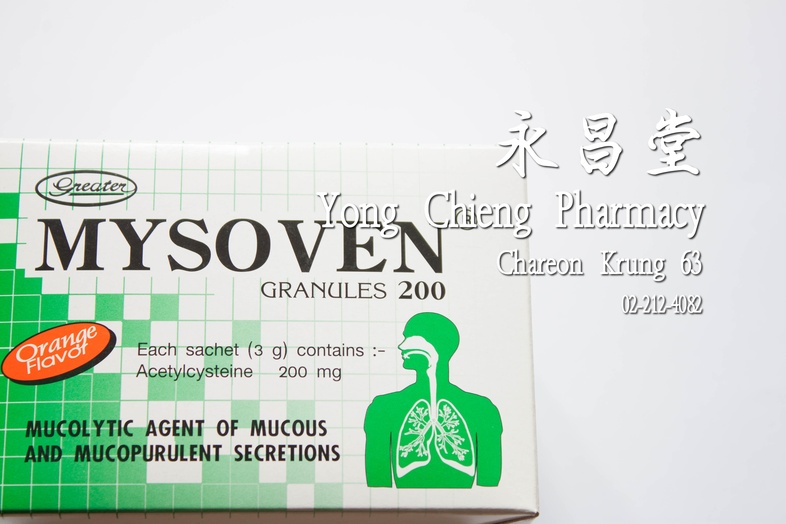 Greater
MYSOVEN®
GRANULES 200
Orange
Flavor
Each sachet (3 g) contains :-
Acetylcysteine 200 mg
MUCOLYTIC AGENT OF MUCOUS
AND MUCOPURULENT SECRETIONS
永昌堂
Yong Chieng Pharmacy
Chareon Krung 63
02-212-4082